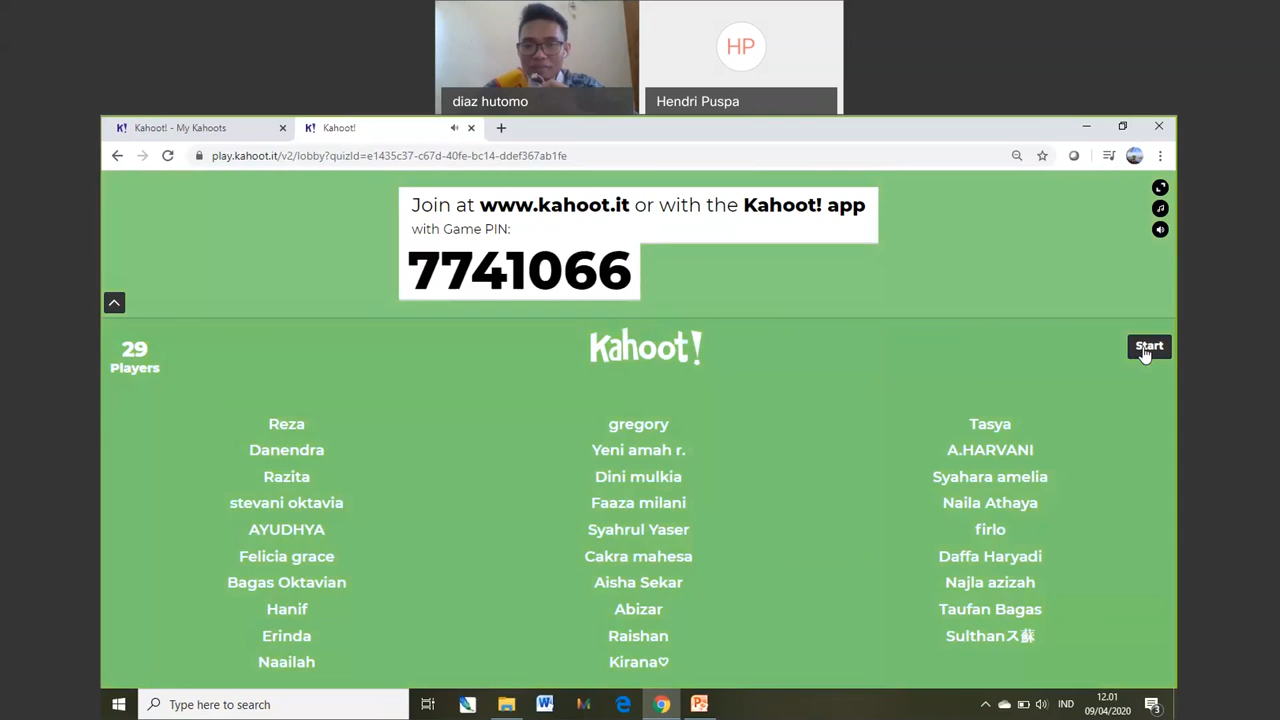 HP
diaz hutomo
Hendri Puspa
K! Kahoot! - My Kahoots
K! Kahoot!
play.kahoot.it/v2/lobby?quizId=e1435c37-c67d-40fe-bc14-ddef367ab1fe
Join at www.kahoot.it or with the Kahoot! app
with Game PIN:
7741066
29
Players
Kahoot!
Start
Reza
gregory
Tasya
Danendra
Yeni amah r.
A.HARVANI
Razita
Dini mulkia
Syahara amelia
stevani oktavia
Faaza milani
Naila Athaya
AYUDHYA
Syahrul Yaser
firlo
Felicia grace
Cakra mahesa
Daffa Haryadi
Bagas Oktavian
Aisha Sekar
Najla azizah
Hanif
Abizar
Taufan Bagas
Erinda
Raishan
Sulthanス蘇
Naailah
Kirana♡
Type here to search
IND
12.01
09/04/2020
3